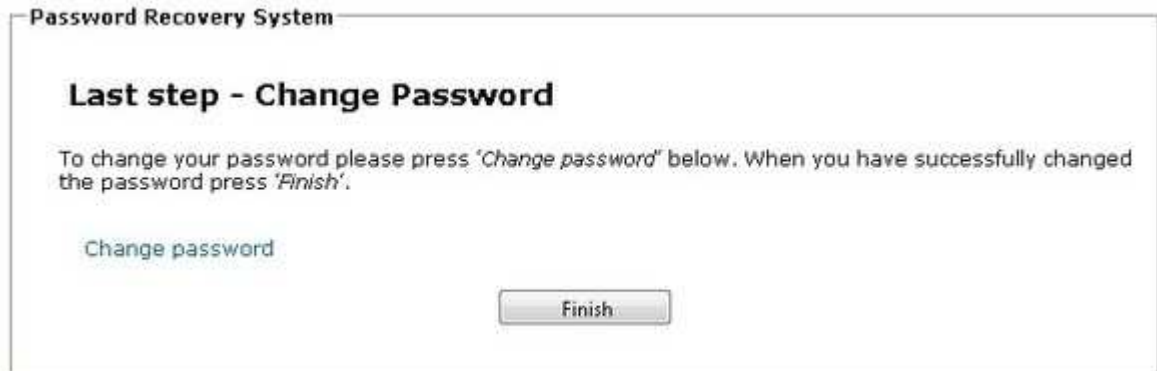 Password Recovery System
Last step - Change Password
To change your password please press 'Change password" below. When you have successfully changed
the password press 'Finish'.
Change password
Finish